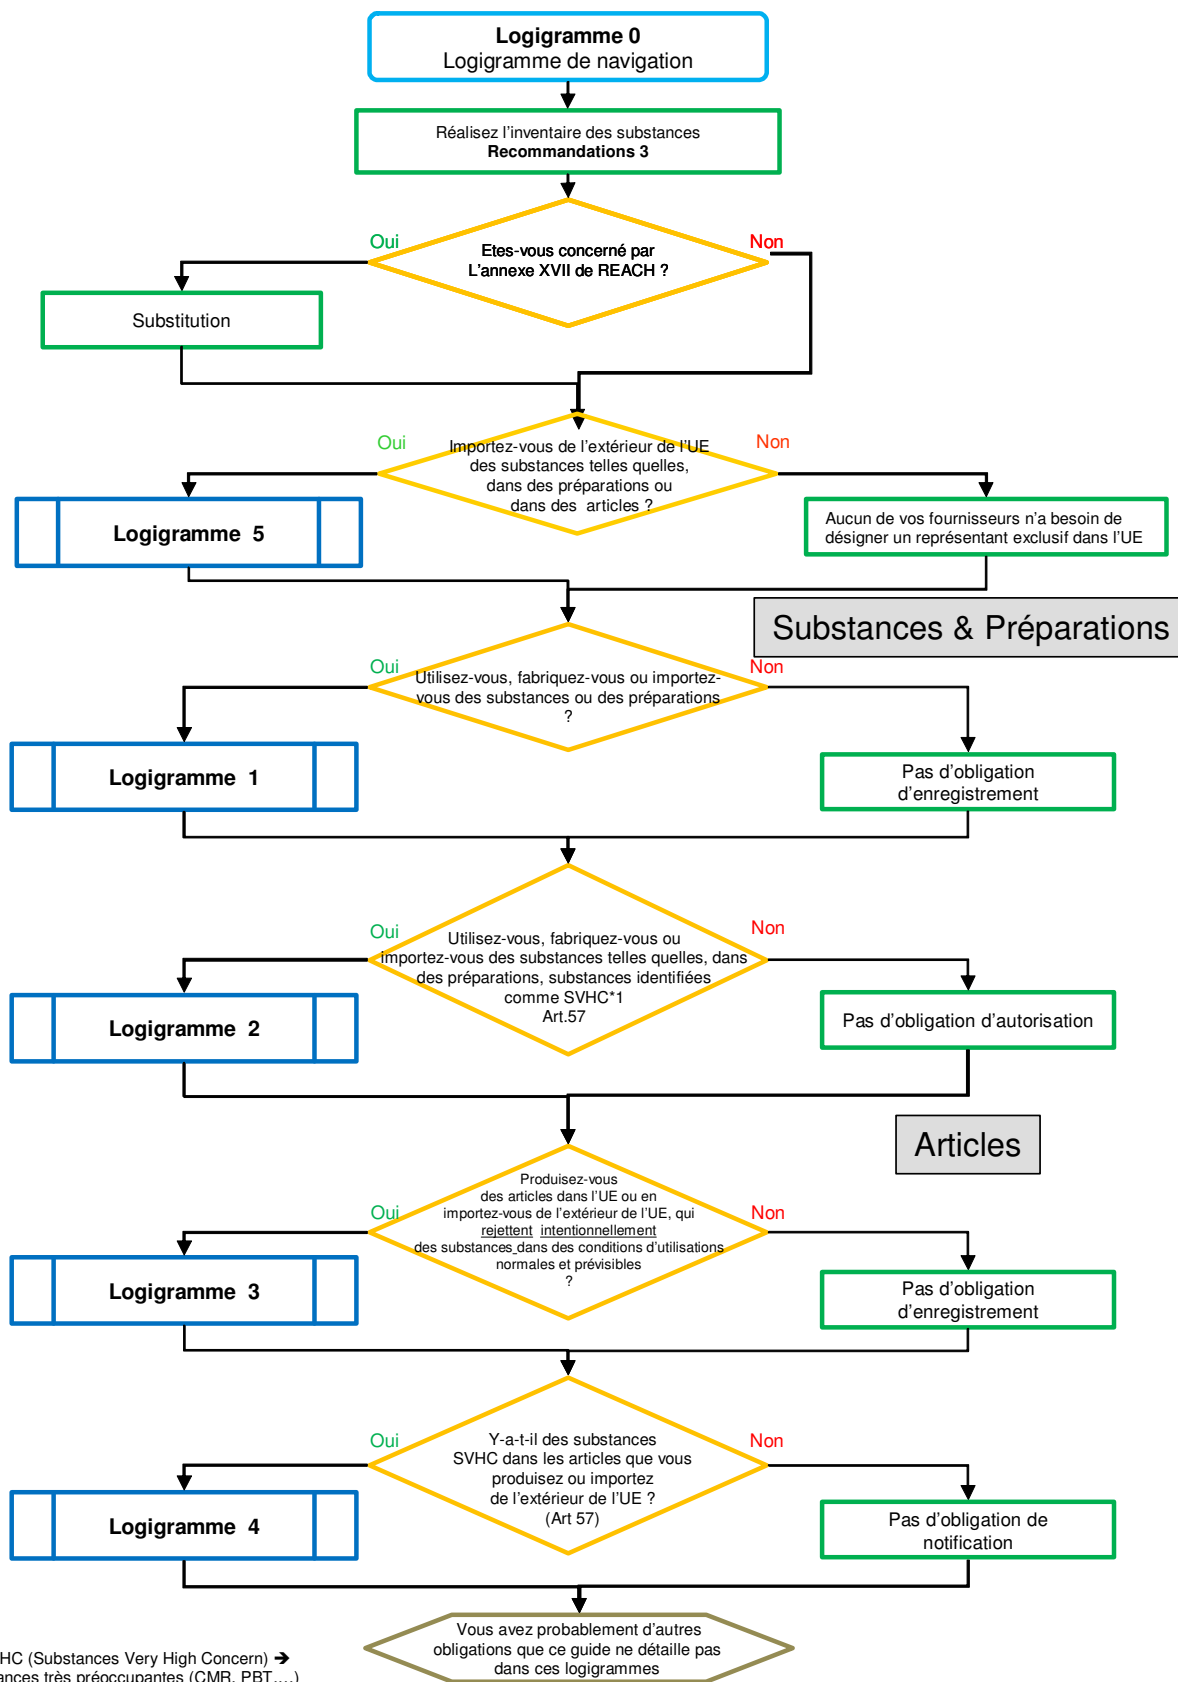 Logigramme 0
Logigramme de navigation
Réalisez l’inventaire des substances
Recommandations 3
Oui
Non
Etes-vous concerné par
L’annexe XVII de REACH ?
Substitution
Oui
Non
Importez-vous de l’extérieur de l’UE
des substances telles quelles,
dans des préparations ou
dans des articles ?
Logigramme 5
Aucun de vos fournisseurs n’a besoin de
désigner un représentant exclusif dans l’UE
Substances & Préparations
Oui
Non
Utilisez-vous, fabriquez-vous ou importez-
vous des substances ou des préparations
?
Logigramme 1
Pas d’obligation
d’enregistrement
Oui
Non
Utilisez-vous, fabriquez-vous ou
importez-vous des substances telles quelles, dans
des préparations, substances identifiées
comme SVHC*1
Art.57
Logigramme 2
Pas d’obligation d’autorisation
Articles
Oui
Non
Produisez-vous
des articles dans l’UE ou en
importez-vous de l’extérieur de l’UE, qui
rejettent intentionnellement
des substances dans des conditions d’utilisations
normales et prévisibles
?
Logigramme 3
Pas d’obligation
d’enregistrement
Oui
Non
Y-a-t-il des substances
SVHC dans les articles que vous
produisez ou importez
de l’extérieur de l’UE ?
(Art 57)
Logigramme 4
Pas d’obligation de
notification
Vous avez probablement d’autres
obligations que ce guide ne détaille pas
dans ces logigrammes
HC (Substances Very High Concern) ➔
ances très préoccupantes (CMR, PBT,…)